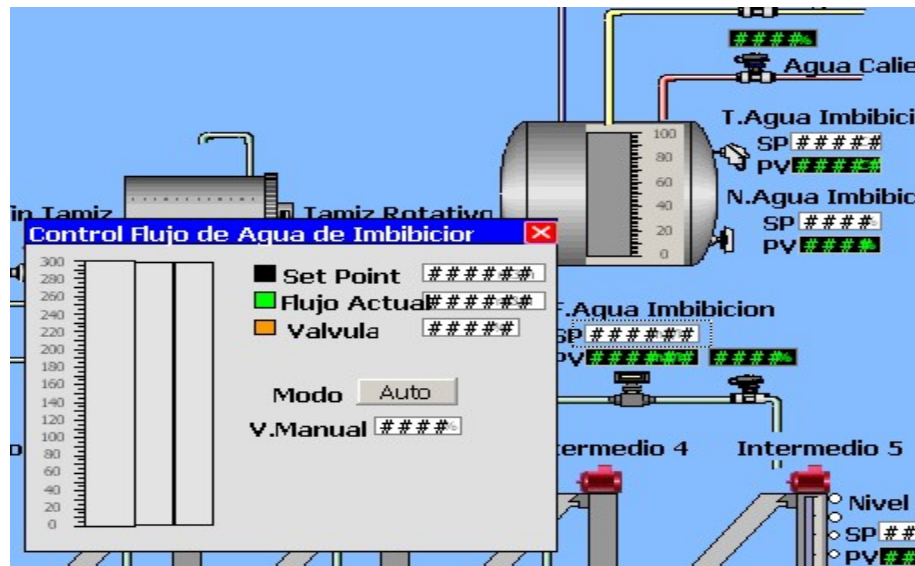 ####%
Agua Calie
T.Agua Imbibici
SP #####
PV #####
N.Agua Imbibic
SP ####%
PV ####%
100
80
60
40
20
0
in Tamiz
Tamiz Rotativo
Control Flujo de Agua de Imbibicior
300
280
260
240
220
200
180
160
140
120
100
80
60
40
20
0
Set Point ######
Flujo Actual ######
Valvula #####
Modo Auto
V.Manual ####%
F.Agua Imbibicion
SP ######
PV ###### ####%
termedio 4
Intermedio 5
Nivel
SP ##
PV ##